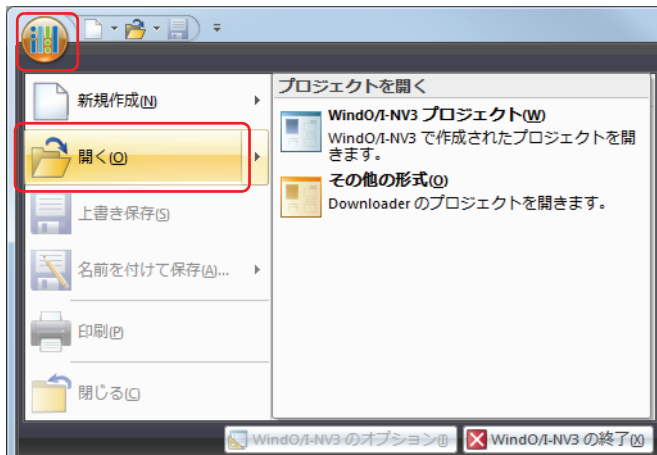 新規作成(N)
開く(O)
上書き保存(S)
名前を付けて保存(A)...
印刷(P)
閉じる(C)
プロジェクトを開く
WindO/I-NV3 プロジェクト(W)
WindO/I-NV3 で作成されたプロジェクトを開
きます。
その他の形式(O)
Downloader のプロジェクトを開きます。
WindO/I-NV3 のオプション(I)
WindO/I-NV3 の終了(X)